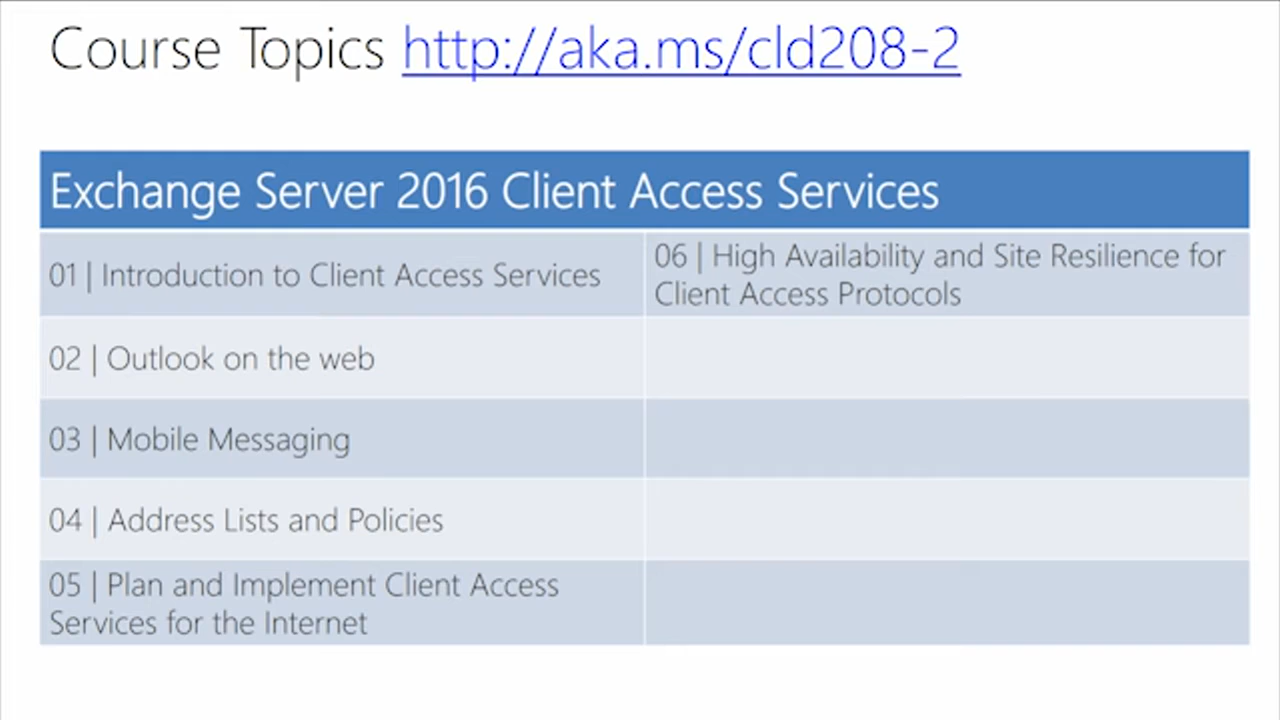 Course Topics http://aka.ms/cld208-2
Exchange Server 2016 Client Access Services
01 | Introduction to Client Access Services
02 | Outlook on the web
03 | Mobile Messaging
04 | Address Lists and Policies
05 | Plan and Implement Client Access
Services for the Internet
06 | High Availability and Site Resilience for
Client Access Protocols